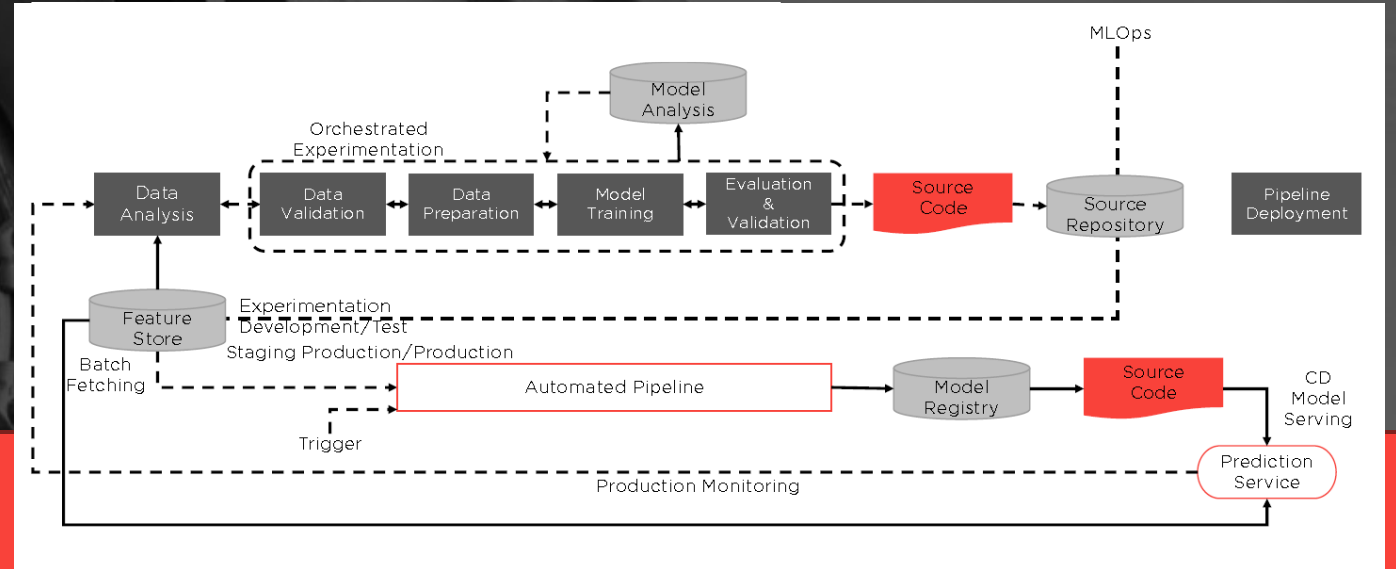 MLOps
Model
Analysis
Orchestrated
Experimentation
Data
Analysis
Data
Validation
Data
Preparation
Model
Training
Evaluation
&
Validation
Source
Code
Source
Repository
Pipeline
Deployment
Feature
Store
Experimentation
Development/Test
Staging Production/Production
Batch
Fetching
Automated Pipeline
Trigger
Model
Registry
Source
Code
CD
Model
Serving
Prediction
Service
Production Monitoring